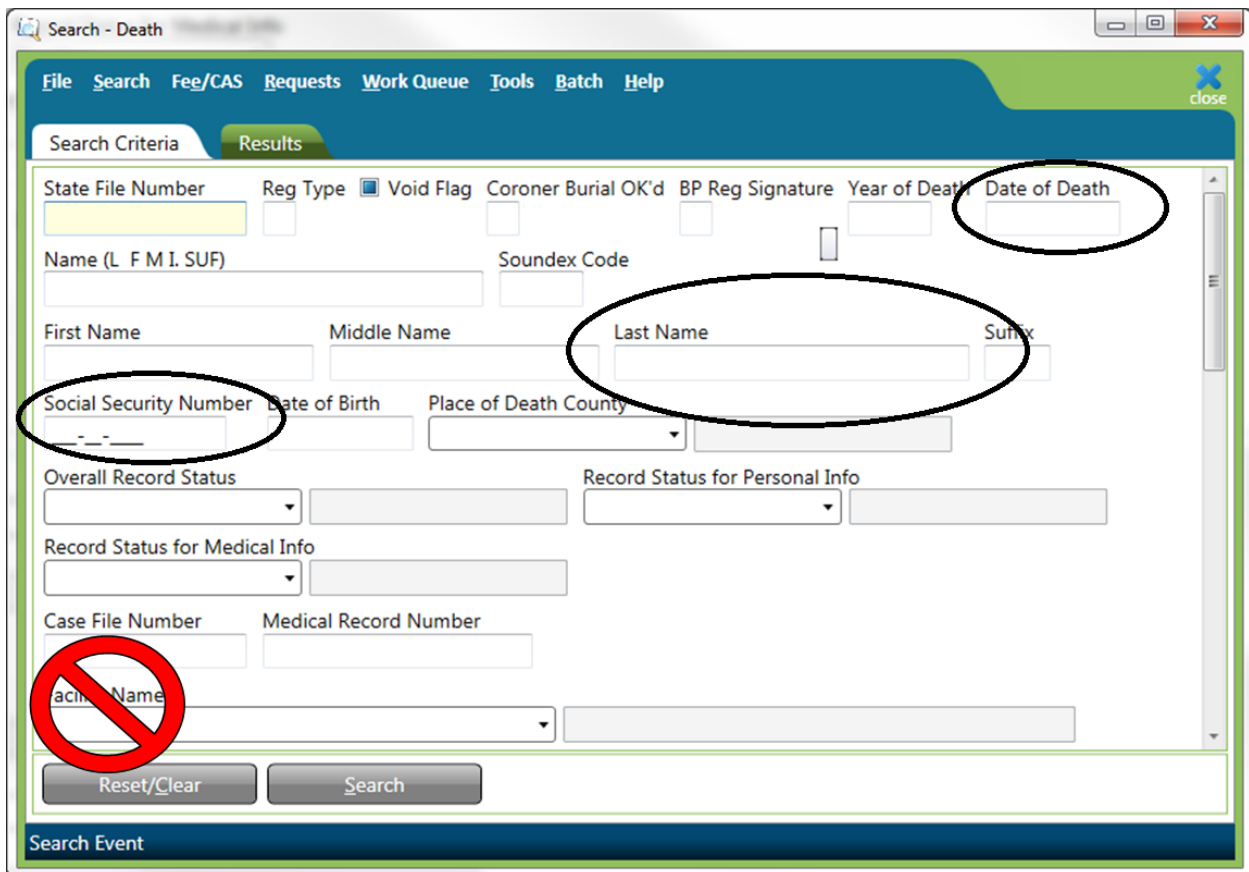 Search - Death
File Search Fee/CAS Requests Work Queue Tools Batch Help
close
Search Criteria Results
State File Number Reg Type Void Flag Coroner Burial OK'd BP Reg Signature Year of Death Date of Death
Name (L F M I. SUF) Soundex Code
First Name Middle Name Last Name Suffix
Social Security Number Date of Birth Place of Death County
___-__-____
Overall Record Status Record Status for Personal Info
Record Status for Medical Info
Case File Number Medical Record Number
Facility Name
Reset/Clear Search
Search Event